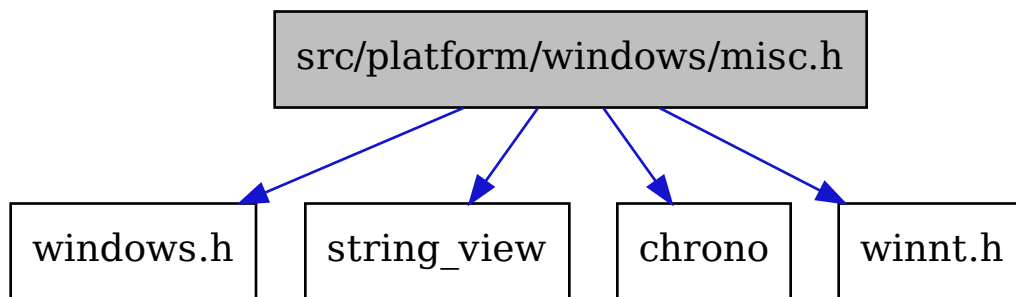 src/platform/windows/misc.h
windows.h
string_view
chrono
winnt.h